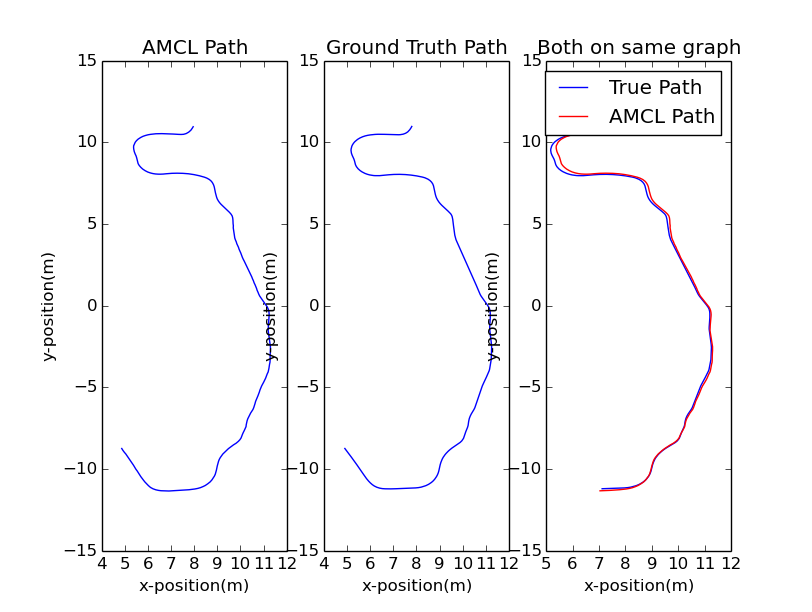 AMCL Path
Ground Truth Path
Both on same graph
True Path
AMCL Path
15
10
5
0
−5
−10
−15
y-position(m)
4 5 6 7 8 9 10 11 12
x-position(m)
15
10
5
0
−5
−10
−15
y-position(m)
4 5 6 7 8 9 10 11 12
x-position(m)
15
10
5
0
−5
−10
−15
y-position(m)
5 6 7 8 9 10 11 12
x-position(m)